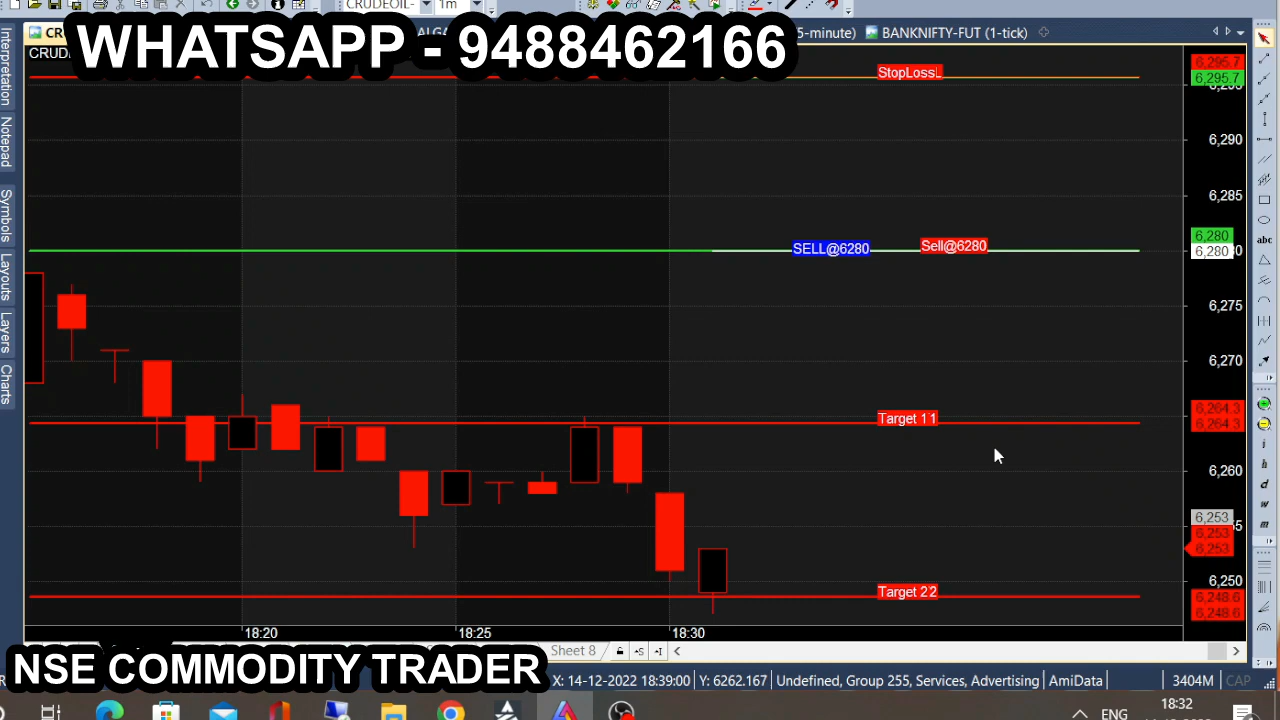 CRUDEOIL- 1m
WHATSAPP - 9488462166
5-minute) BANKNIFTY-FUT (1-tick)
Interpretation
Notepad
Symbols
Layouts
Layers
Charts
StopLossL
6,295.7
6,295.7
6,290
6,285
SELL@6280
Sell@6280
6,280
6,280
6,275
6,270
Target 11
6,264.3
6,264.3
6,260
6,253
6,253
6,253
6,250
Target 22
6,248.6
6,248.6
abc
i
h
d
w
m
18:20
18:25
18:30
Sheet 8
NSE COMMODITY TRADER
X: 14-12-2022 18:39:00 Y: 6262.167 Undefined, Group 255, Services, Advertising AmiData 3404M CAP
ENG
18:32